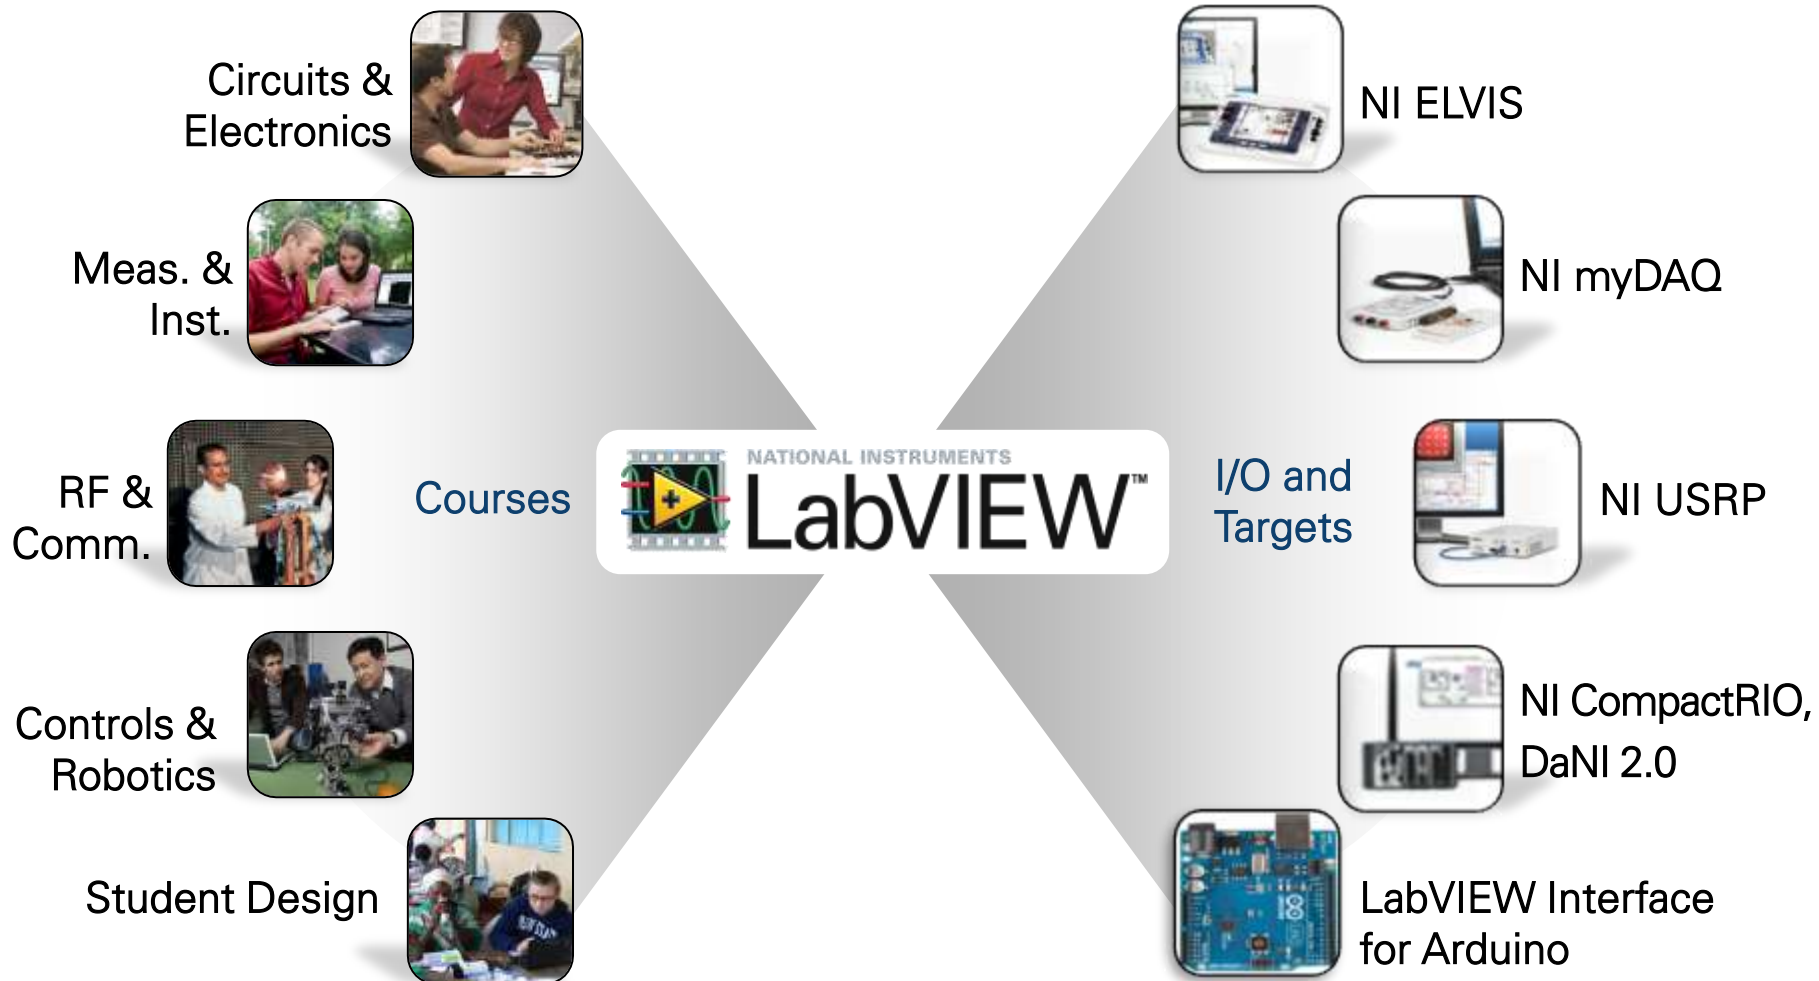 Circuits &
Electronics
Meas. &
Inst.
RF &
Comm.
Controls &
Robotics
Student Design
Courses
NATIONAL INSTRUMENTS
LabVIEW™
I/O and
Targets
NI ELVIS
NI myDAQ
NI USRP
NI CompactRIO,
DaNI 2.0
LabVIEW Interface
for Arduino